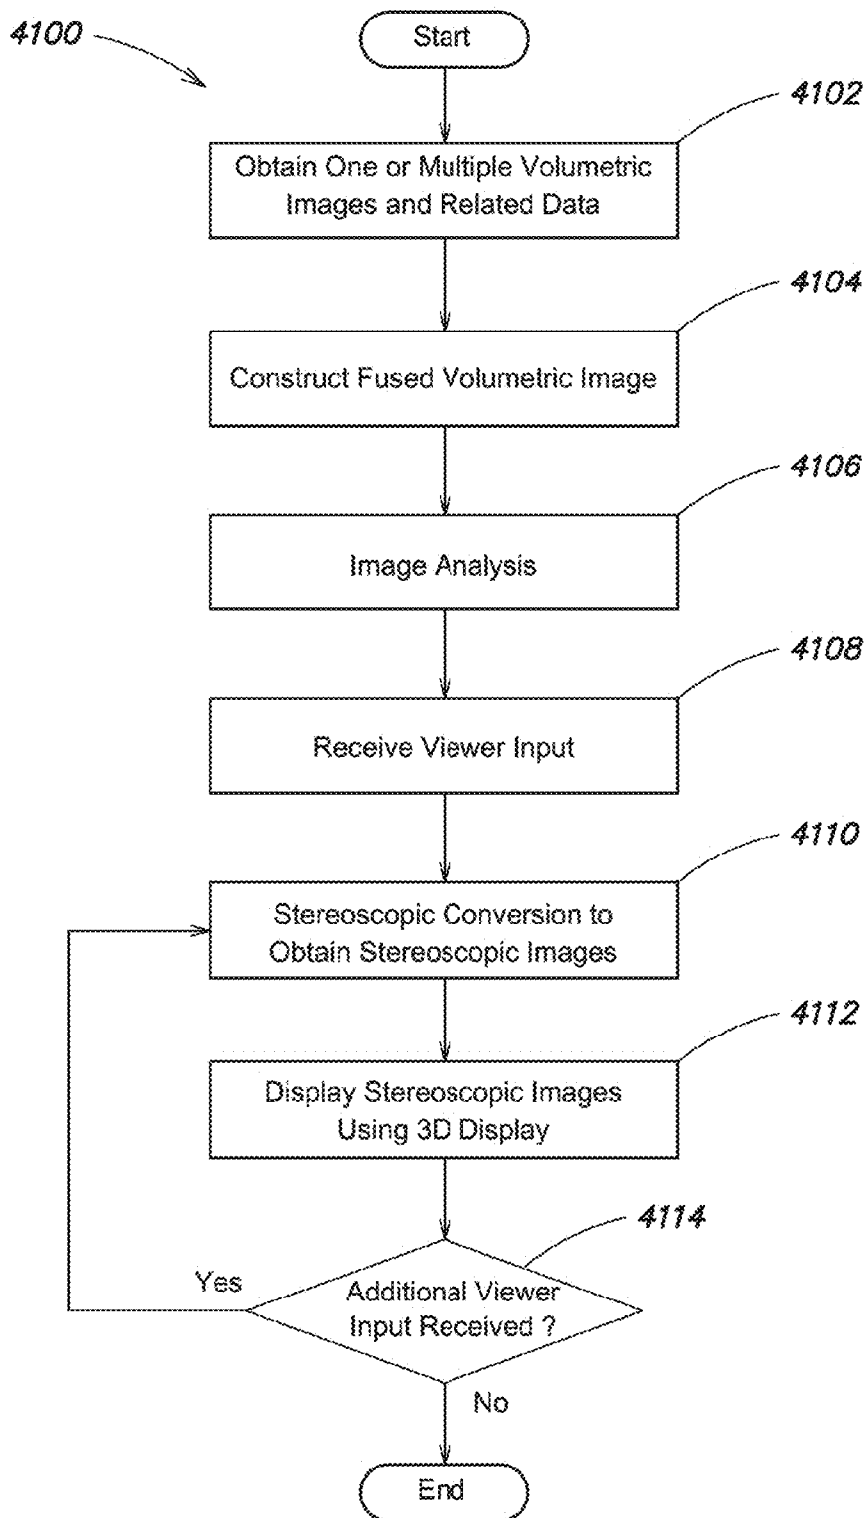 4100
Start
4102
Obtain One or Multiple Volumetric
Images and Related Data
4104
Construct Fused Volumetric Image
4106
Image Analysis
4108
Receive Viewer Input
4110
Stereoscopic Conversion to
Obtain Stereoscopic Images
4112
Display Stereoscopic Images
Using 3D Display
4114
Yes
Additional Viewer
Input Received ?
No
End